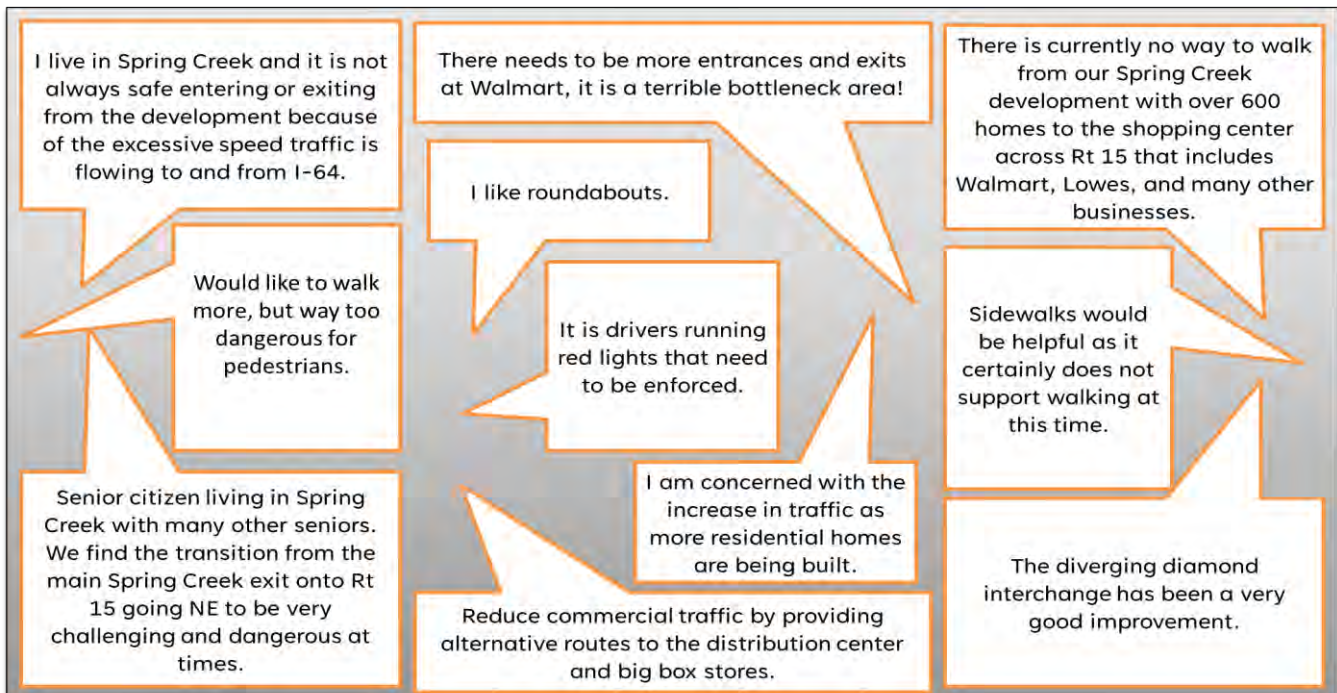 I live in Spring Creek and it is not
always safe entering or exiting
from the development because
of the excessive speed traffic is
flowing to and from I-64.
There needs to be more entrances and exits
at Walmart, it is a terrible bottleneck area!
There is currently no way to walk
from our Spring Creek
development with over 600
homes to the shopping center
across Rt 15 that includes
Walmart, Lowes, and many other
businesses.
I like roundabouts.
Would like to walk
more, but way too
dangerous for
pedestrians.
It is drivers running
red lights that need
to be enforced.
Sidewalks would
be helpful as it
certainly does not
support walking at
this time.
Senior citizen living in Spring
Creek with many other seniors.
We find the transition from the
main Spring Creek exit onto Rt
15 going NE to be very
challenging and dangerous at
times.
I am concerned with the
increase in traffic as
more residential homes
are being built.
Reduce commercial traffic by providing
alternative routes to the distribution center
and big box stores.
The diverging diamond
interchange has been a very
good improvement.